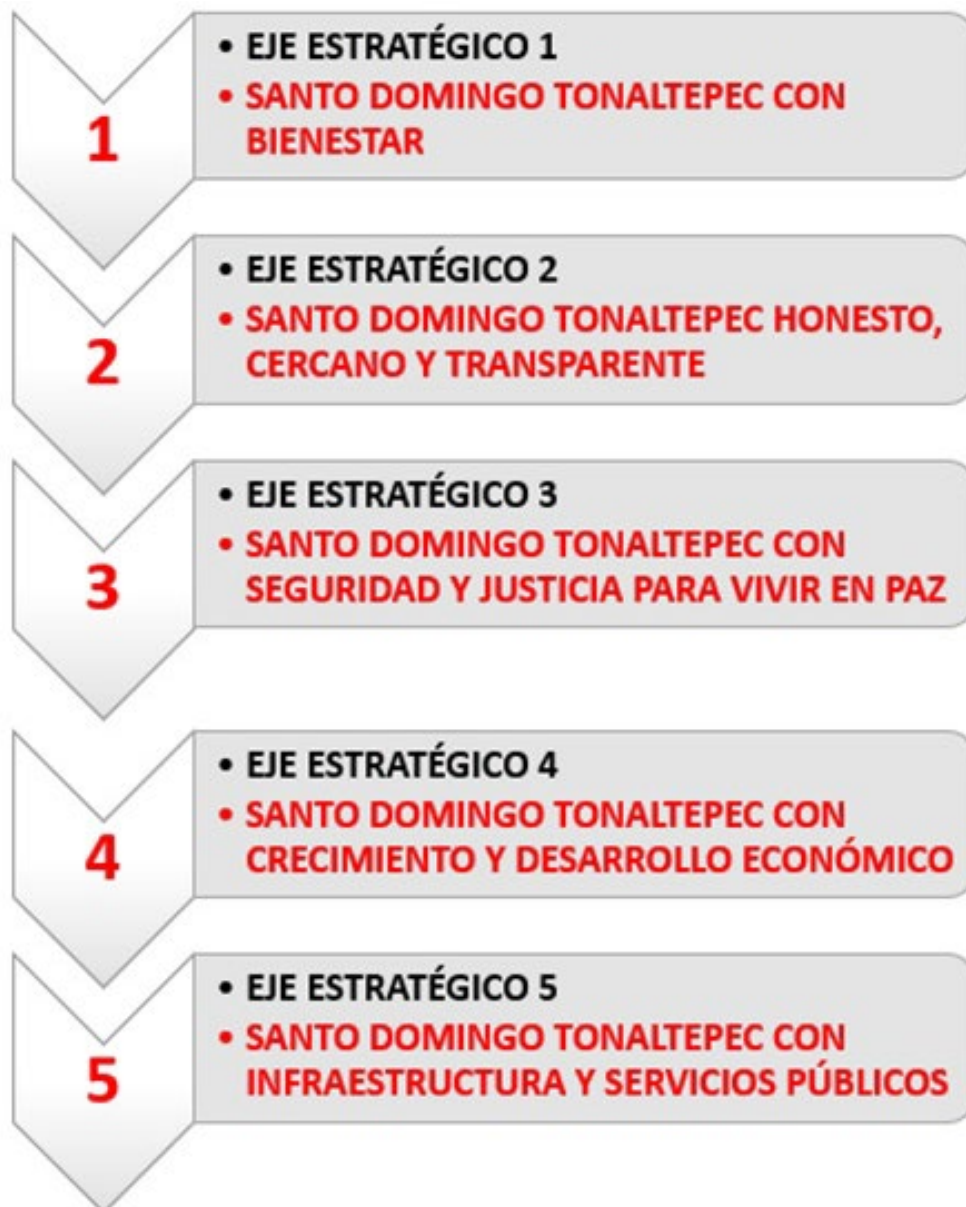 1
• EJE ESTRATÉGICO 1
• SANTO DOMINGO TONALTEPEC CON
BIENESTAR
2
• EJE ESTRATÉGICO 2
• SANTO DOMINGO TONALTEPEC HONESTO,
CERCANO Y TRANSPARENTE
3
• EJE ESTRATÉGICO 3
• SANTO DOMINGO TONALTEPEC CON
SEGURIDAD Y JUSTICIA PARA VIVIR EN PAZ
4
• EJE ESTRATÉGICO 4
• SANTO DOMINGO TONALTEPEC CON
CRECIMIENTO Y DESARROLLO ECONÓMICO
5
• EJE ESTRATÉGICO 5
• SANTO DOMINGO TONALTEPEC CON
INFRAESTRUCTURA Y SERVICIOS PÚBLICOS